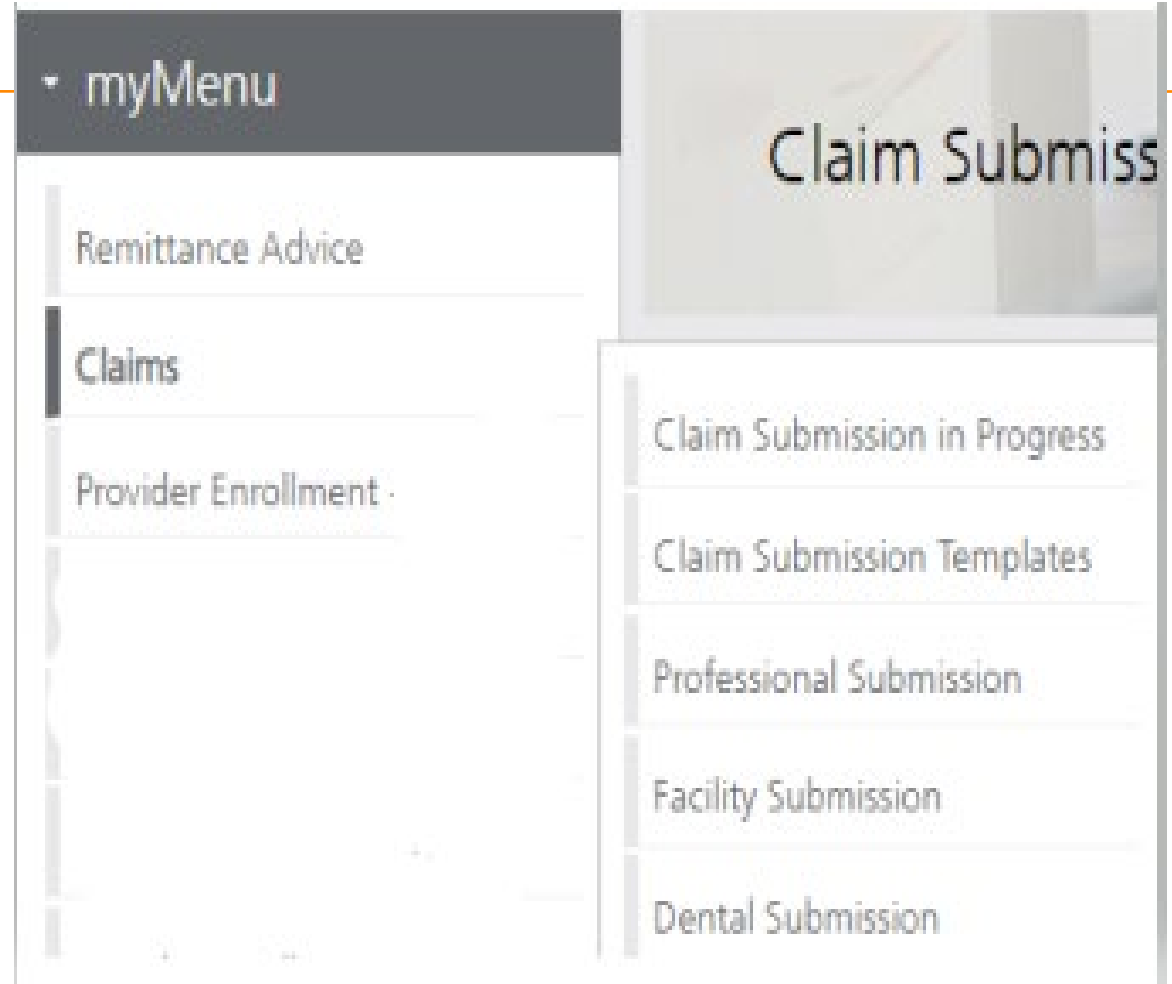 myMenu
Claim Submiss
Remittance Advice
Claims
Provider Enrollment
Claim Submission in Progress
Claim Submission Templates
Professional Submission
Facility Submission
Dental Submission